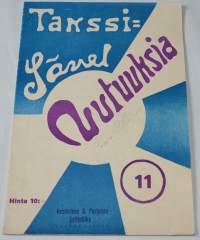 Tanssi=
Sävel
Uutuuksia
11
Hinta 10: